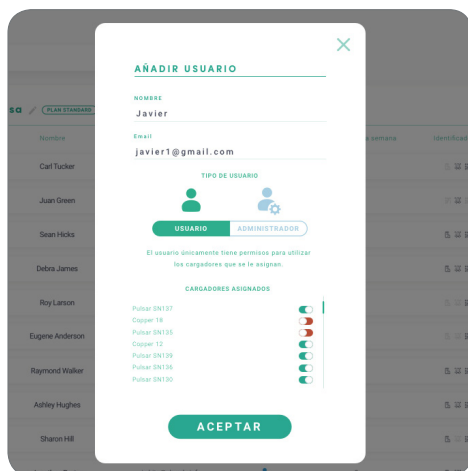 AÑADIR USUARIO
NOMBRE
Javier
Email
javier1@gmail.com
TIPO DE USUARIO
USUARIO
ADMINISTRADOR
El usuario únicamente tiene permisos para utilizar
los cargadores que se le asignan.
CARGADORES ASIGNADOS
Pulsar SN137
Copper T8
Pulsar SN135
Copper 12
Pulsar SN139
Pulsar SN136
Pulsar SN130
ACEPTAR
sa
PLAN STANDARD
Nombre
a semana
Identificac
Carl Tucker
Juan Green
Sean Hicks
Debra James
Roy Larson
Eugene Anderson
Raymond Walker
Ashley Hughes
Sharon Hill